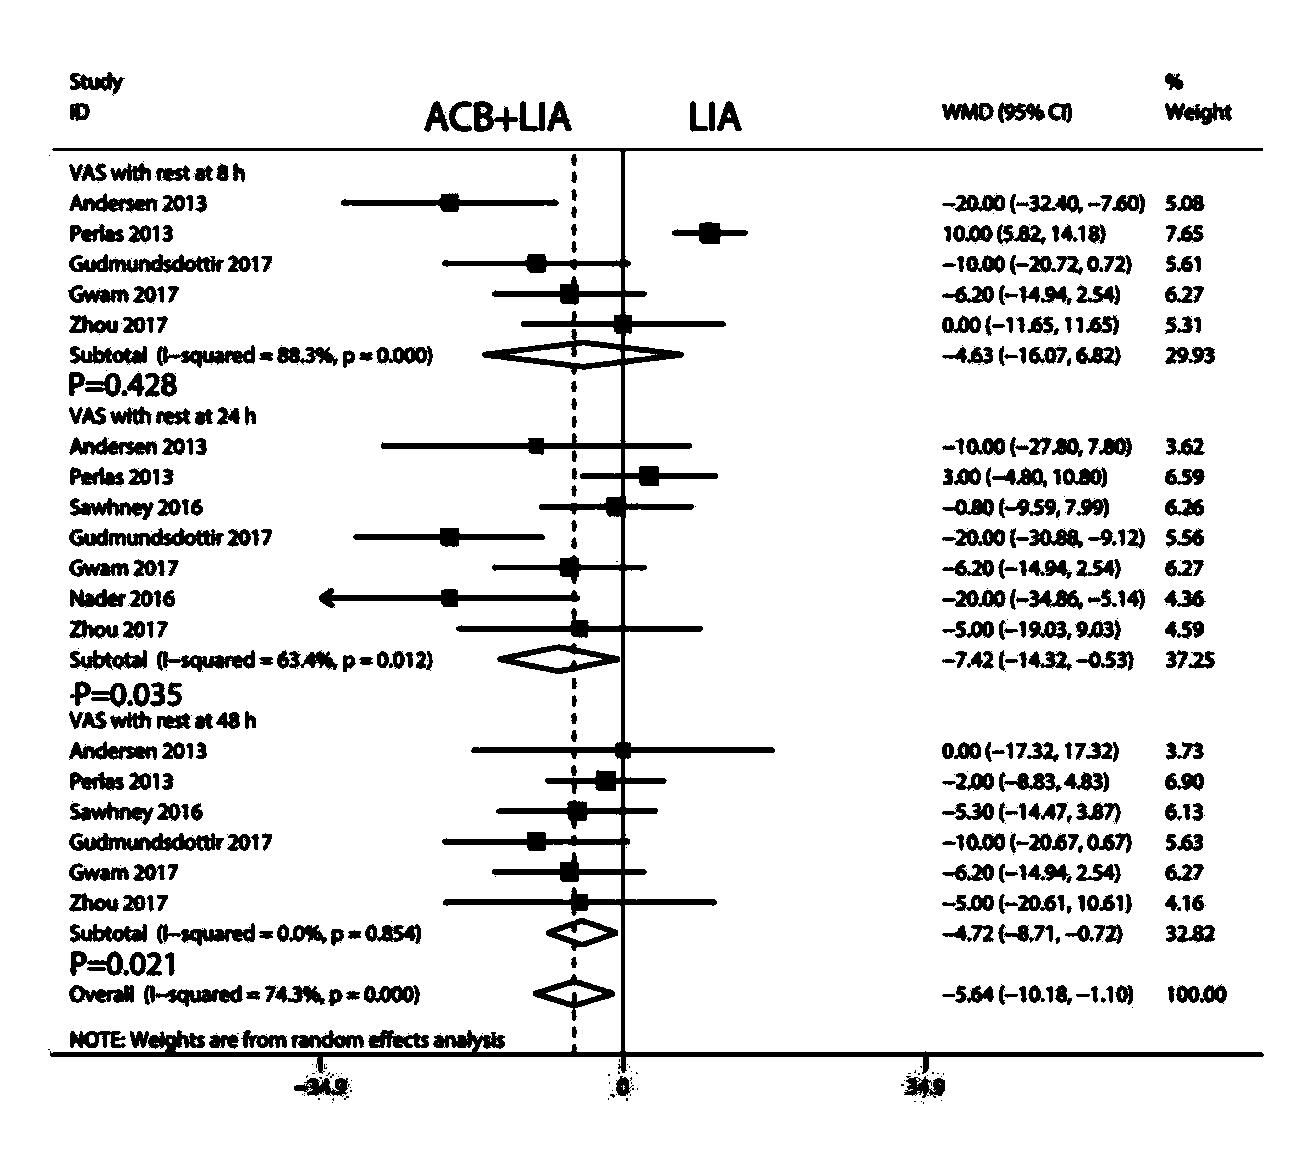 Study %
ID ACB+LIA LIA WMD (95% CI) Weight
VAS with rest at 8 h
Andersen 2013 −20.00 (−32.40, −7.60) 5.08
Perlas 2013 10.00 (5.82, 14.18) 7.65
Gudmundsdottir 2017 −10.00 (−20.72, 0.72) 5.61
Gwam 2017 −6.20 (−14.94, 2.54) 6.27
Zhou 2017 0.00 (−11.65, 11.65) 5.31
Subtotal (I−squared = 88.3%, p = 0.000) −4.63 (−16.07, 6.82) 29.93
P=0.428
VAS with rest at 24 h
Andersen 2013 −10.00 (−27.80, 7.80) 3.62
Perlas 2013 3.00 (−4.80, 10.80) 6.59
Sawhney 2016 −0.80 (−9.59, 7.99) 6.26
Gudmundsdottir 2017 −20.00 (−30.88, −9.12) 5.56
Gwam 2017 −6.20 (−14.94, 2.54) 6.27
Nader 2016 −20.00 (−34.86, −5.14) 4.36
Zhou 2017 −5.00 (−19.03, 9.03) 4.59
Subtotal (I−squared = 63.4%, p = 0.012) −7.42 (−14.32, −0.53) 37.25
P=0.035
VAS with rest at 48 h
Andersen 2013 0.00 (−17.32, 17.32) 3.73
Perlas 2013 −2.00 (−8.83, 4.83) 6.90
Sawhney 2016 −5.30 (−14.47, 3.87) 6.13
Gudmundsdottir 2017 −10.00 (−20.67, 0.67) 5.63
Gwam 2017 −6.20 (−14.94, 2.54) 6.27
Zhou 2017 −5.00 (−20.61, 10.61) 4.16
Subtotal (I−squared = 0.0%, p = 0.854) −4.72 (−8.71, −0.72) 32.82
P=0.021
Overall (I−squared = 74.3%, p = 0.000) −5.64 (−10.18, −1.10) 100.00
NOTE: Weights are from random effects analysis
−34.9 0 34.9